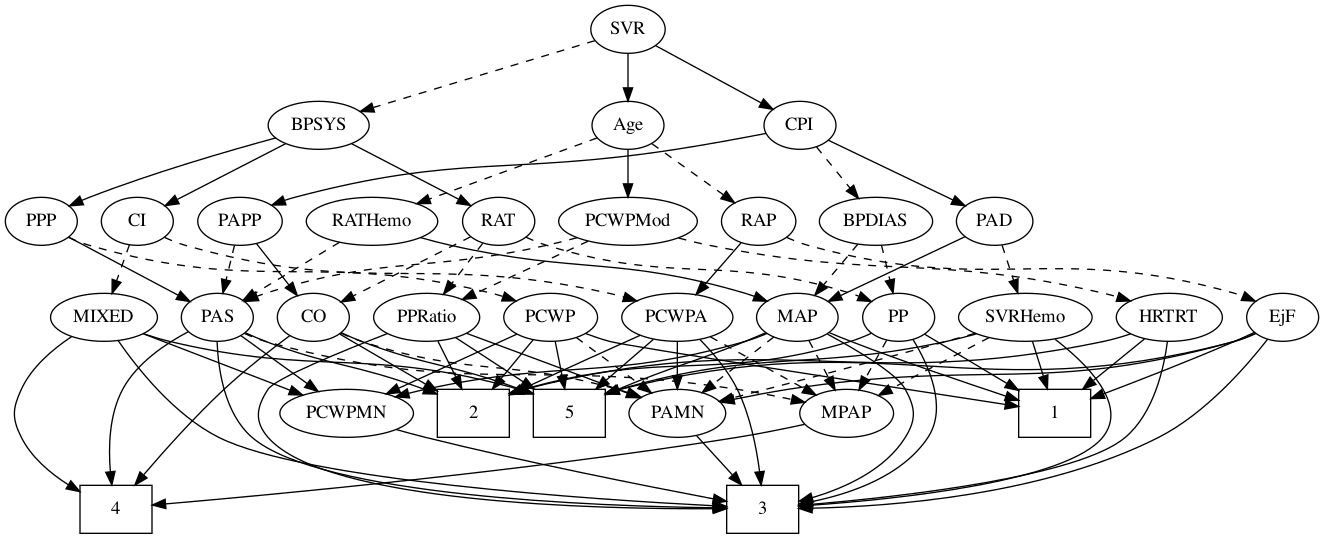 SVR
BPSYS
Age
CPI
PPP
CI
PAPP
RATHemo
RAT
PCWPMod
RAP
BPDIAS
PAD
MIXED
PAS
CO
PPRatio
PCWP
PCWPA
MAP
PP
SVRHemo
HRTRT
EjF
PCWPMN
2
5
PAMN
MPAP
1
4
3